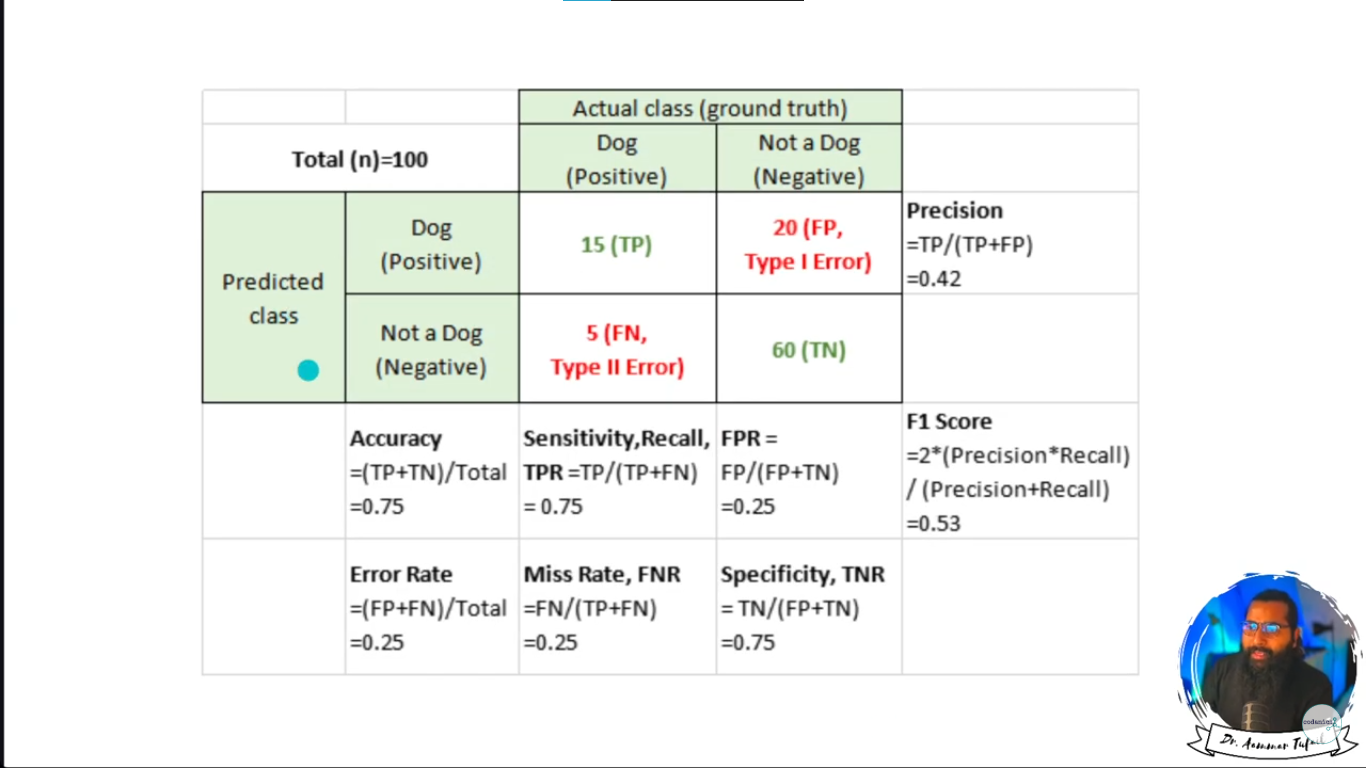 Actual class (ground truth)
Total (n)=100
Dog
(Positive)
Not a Dog
(Negative)
Predicted
class
Dog
(Positive)
15 (TP)
20 (FP,
Type I Error)
Precision
=TP/(TP+FP)
=0.42
Not a Dog
(Negative)
5 (FN,
Type II Error)
60 (TN)
Accuracy
=(TP+TN)/Total
=0.75
Sensitivity,Recall,
TPR =TP/(TP+FN)
= 0.75
FPR =
FP/(FP+TN)
=0.25
F1 Score
=2*(Precision*Recall)
/ (Precision+Recall)
=0.53
Error Rate
=(FP+FN)/Total
=0.25
Miss Rate, FNR
=FN/(TP+FN)
=0.25
Specificity, TNR
= TN/(FP+TN)
=0.75
codanics
Dr. Aammar Tufail